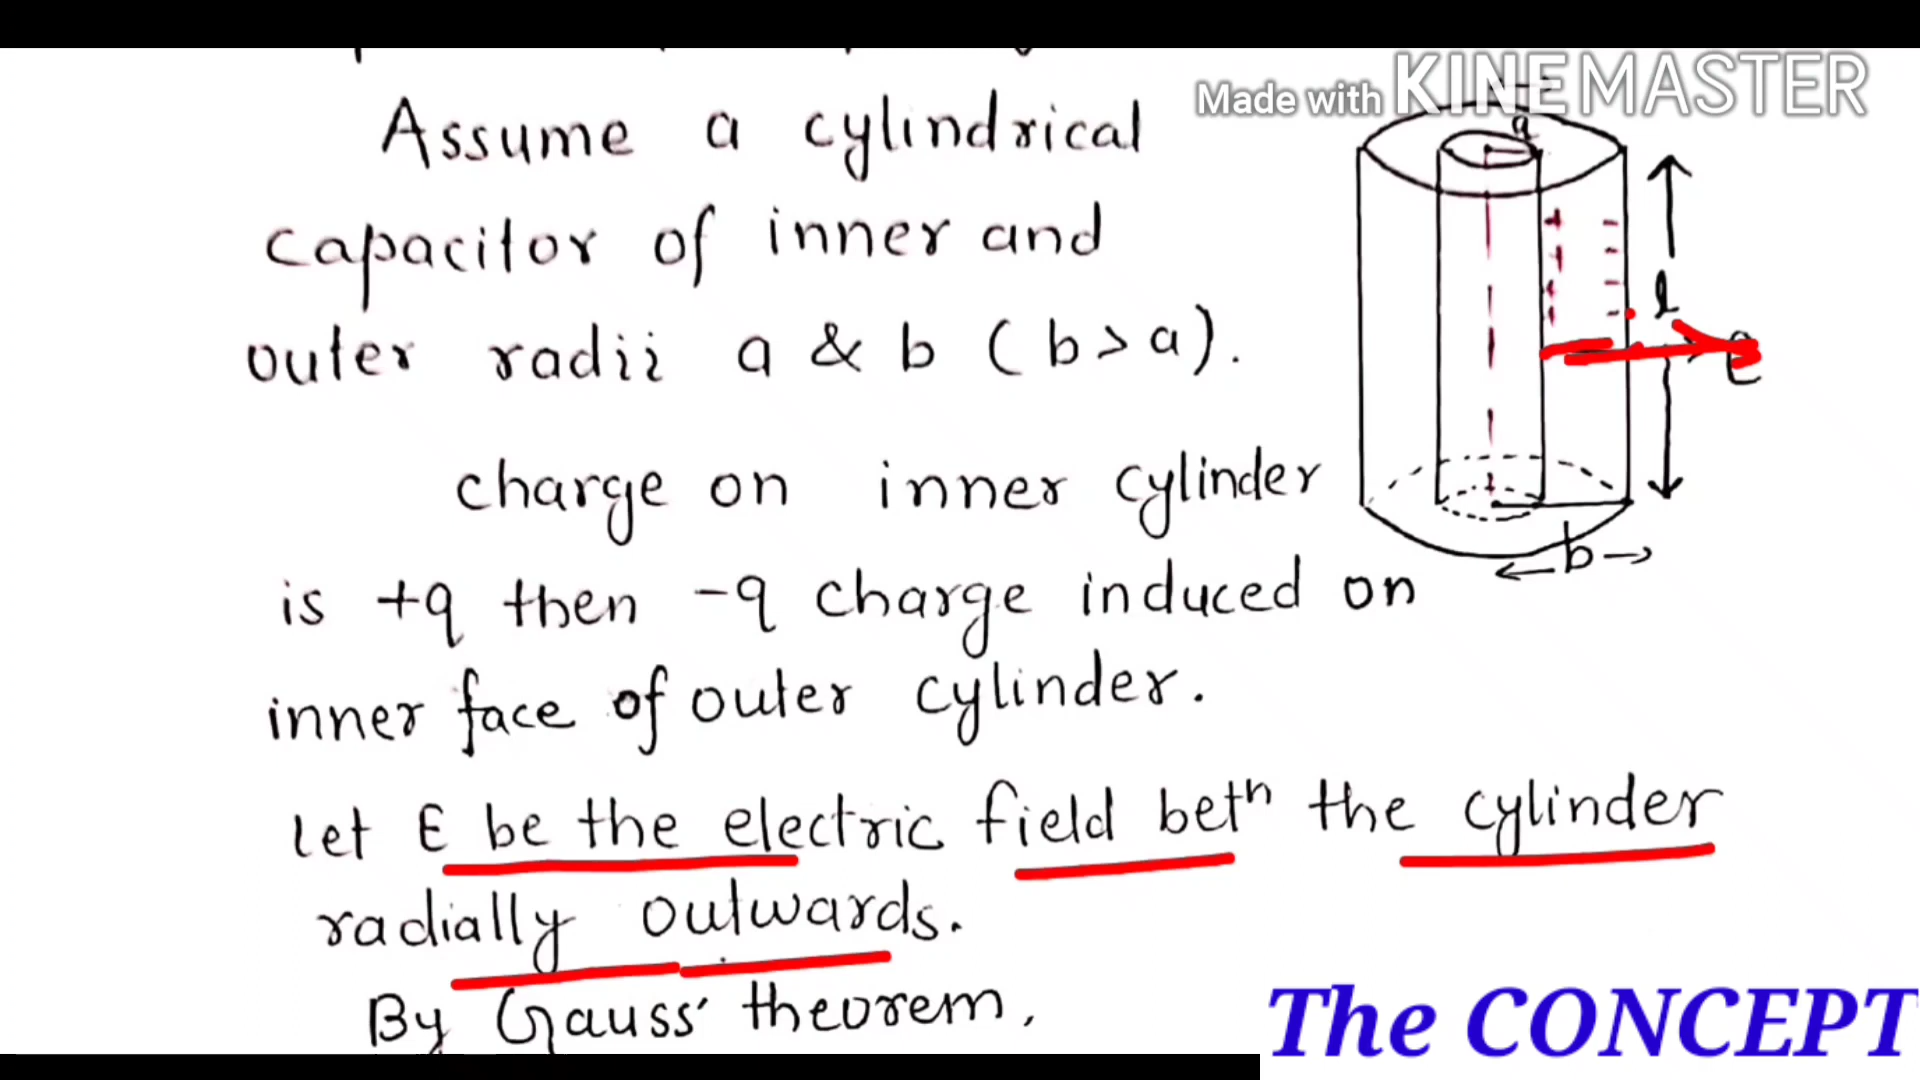 Made with KINEMASTER
Assume a cylindrical
capacitor of inner and
outer radii a & b (b>a).
charge on inner cylinder
is +q then -q charge induced on
inner face of outer cylinder.
Let E be the electric field betⁿ the cylinder
radially outwards.
By Gauss' theorem,
a
l
E
b
The CONCEPT